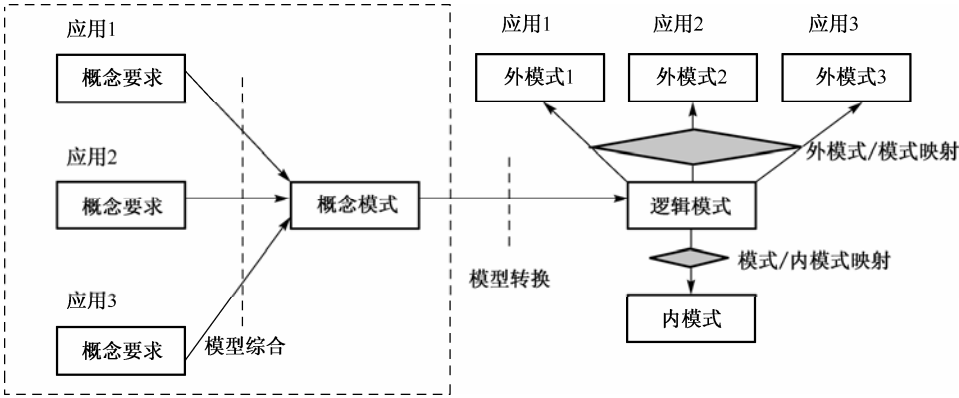 应用1
概念要求
应用2
概念要求
应用3
概念要求
模型综合
概念模式
模型转换
应用1
应用2
应用3
外模式1
外模式2
外模式3
外模式/模式映射
逻辑模式
模式/内模式映射
内模式